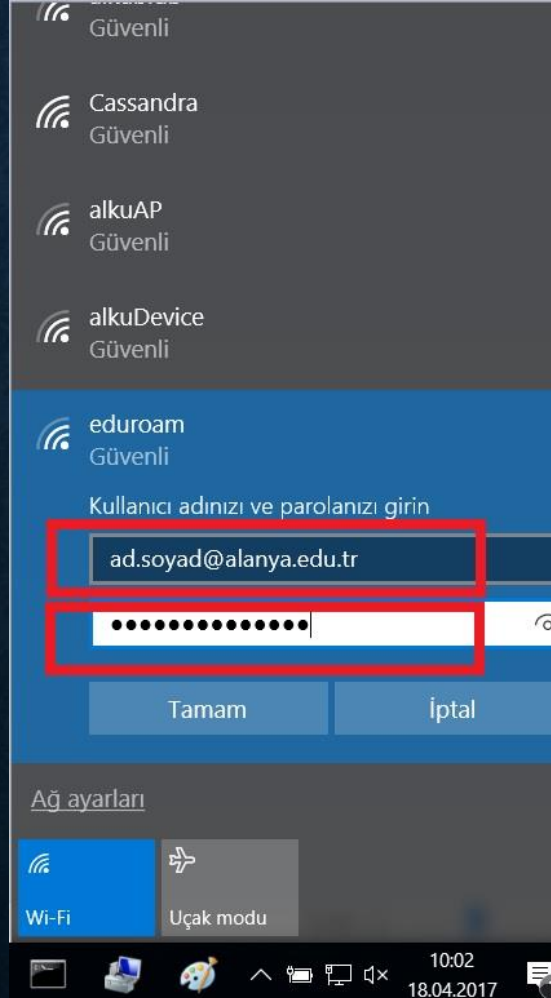 Güvenli
Cassandra
Güvenli
alkuAP
Güvenli
alkuDevice
Güvenli
eduroam
Güvenli
Kullanıcı adınızı ve parolanızı girin
ad.soyad@alanya.edu.tr
••••••••••••••
Tamam
İptal
Ağ ayarları
Wi-Fi
Uçak modu
10:02
18.04.2017